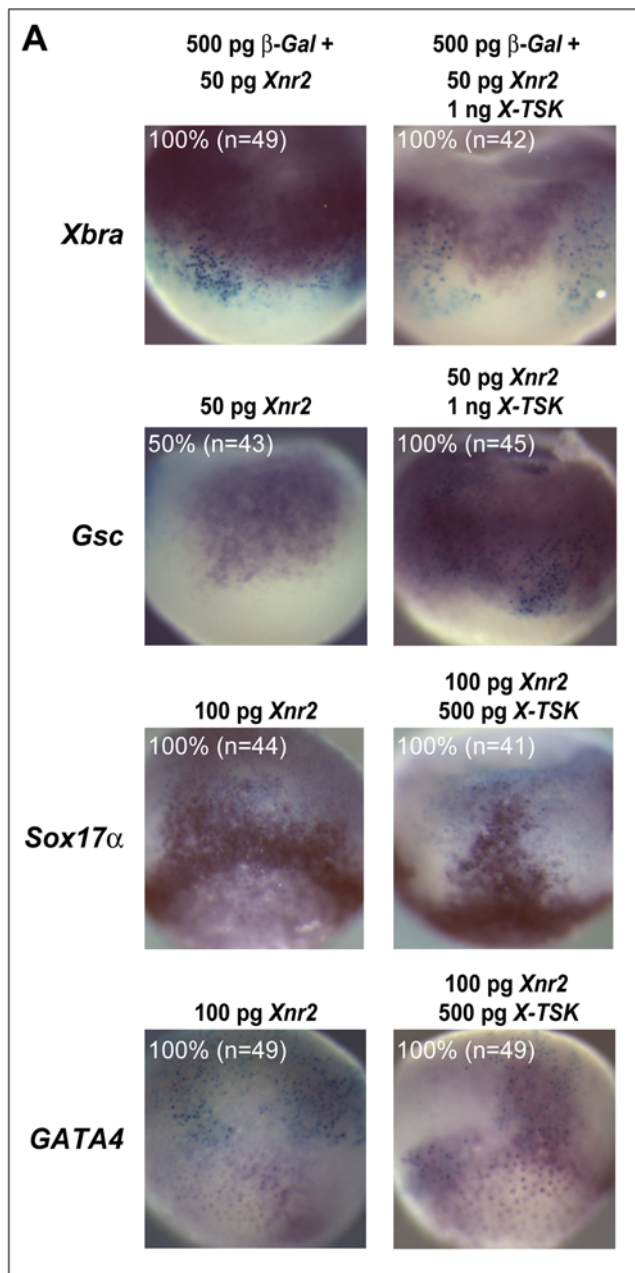 A
500 pg β-Gal +
50 pg Xnr2
500 pg β-Gal +
50 pg Xnr2
1 ng X-TSK
Xbra
100% (n=49)
100% (n=42)
50 pg Xnr2
50 pg Xnr2
1 ng X-TSK
Gsc
50% (n=43)
100% (n=45)
100 pg Xnr2
100 pg Xnr2
500 pg X-TSK
Sox17α
100% (n=44)
100% (n=41)
100 pg Xnr2
100 pg Xnr2
500 pg X-TSK
GATA4
100% (n=49)
100% (n=49)